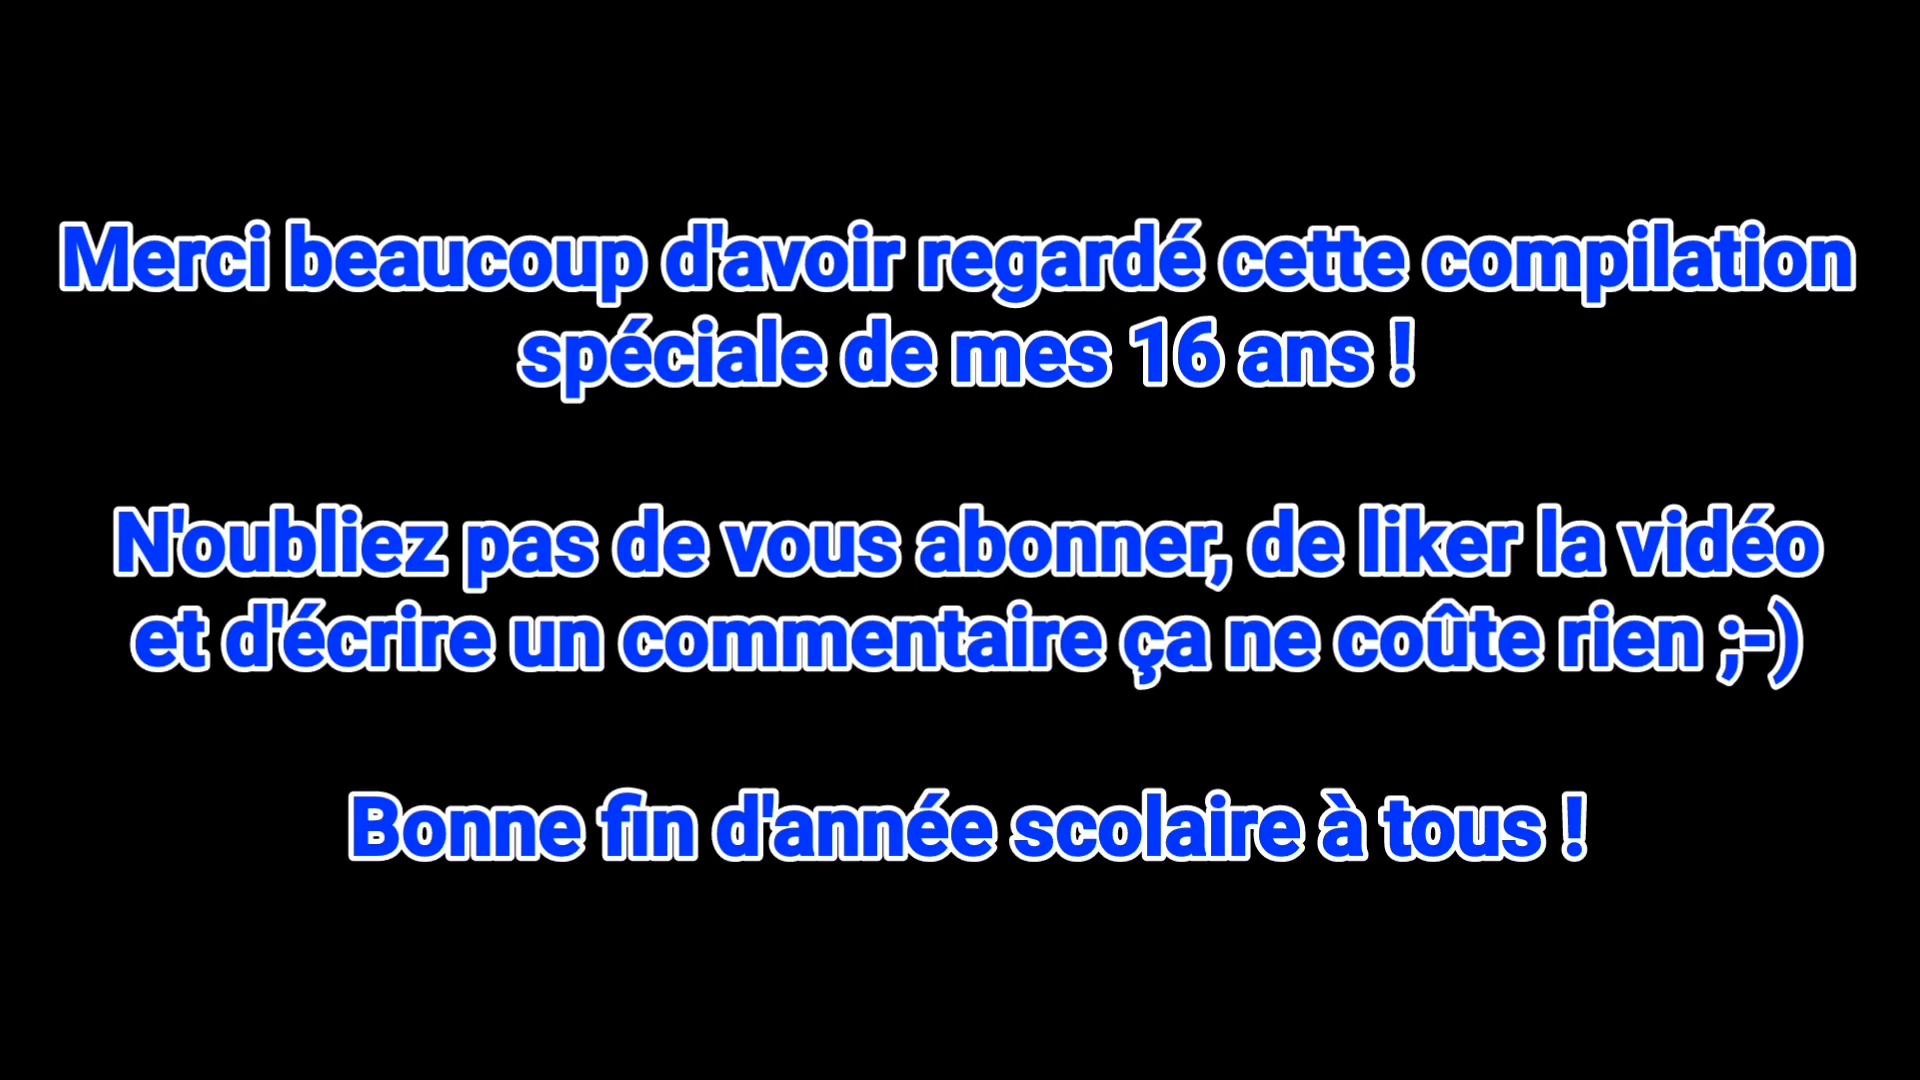 Merci beaucoup d'avoir regardé cette compilation
spéciale de mes 16 ans !
N'oubliez pas de vous abonner, de liker la vidéo
et d'écrire un commentaire ça ne coûte rien ;-)
Bonne fin d'année scolaire à tous !